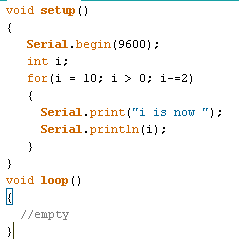 void setup()
{
Serial.begin(9600);
int i;
for(i = 10; i > 0; i-=2)
{
Serial.print("i is now ");
Serial.println(i);
}
}
void loop()
{
//empty
}